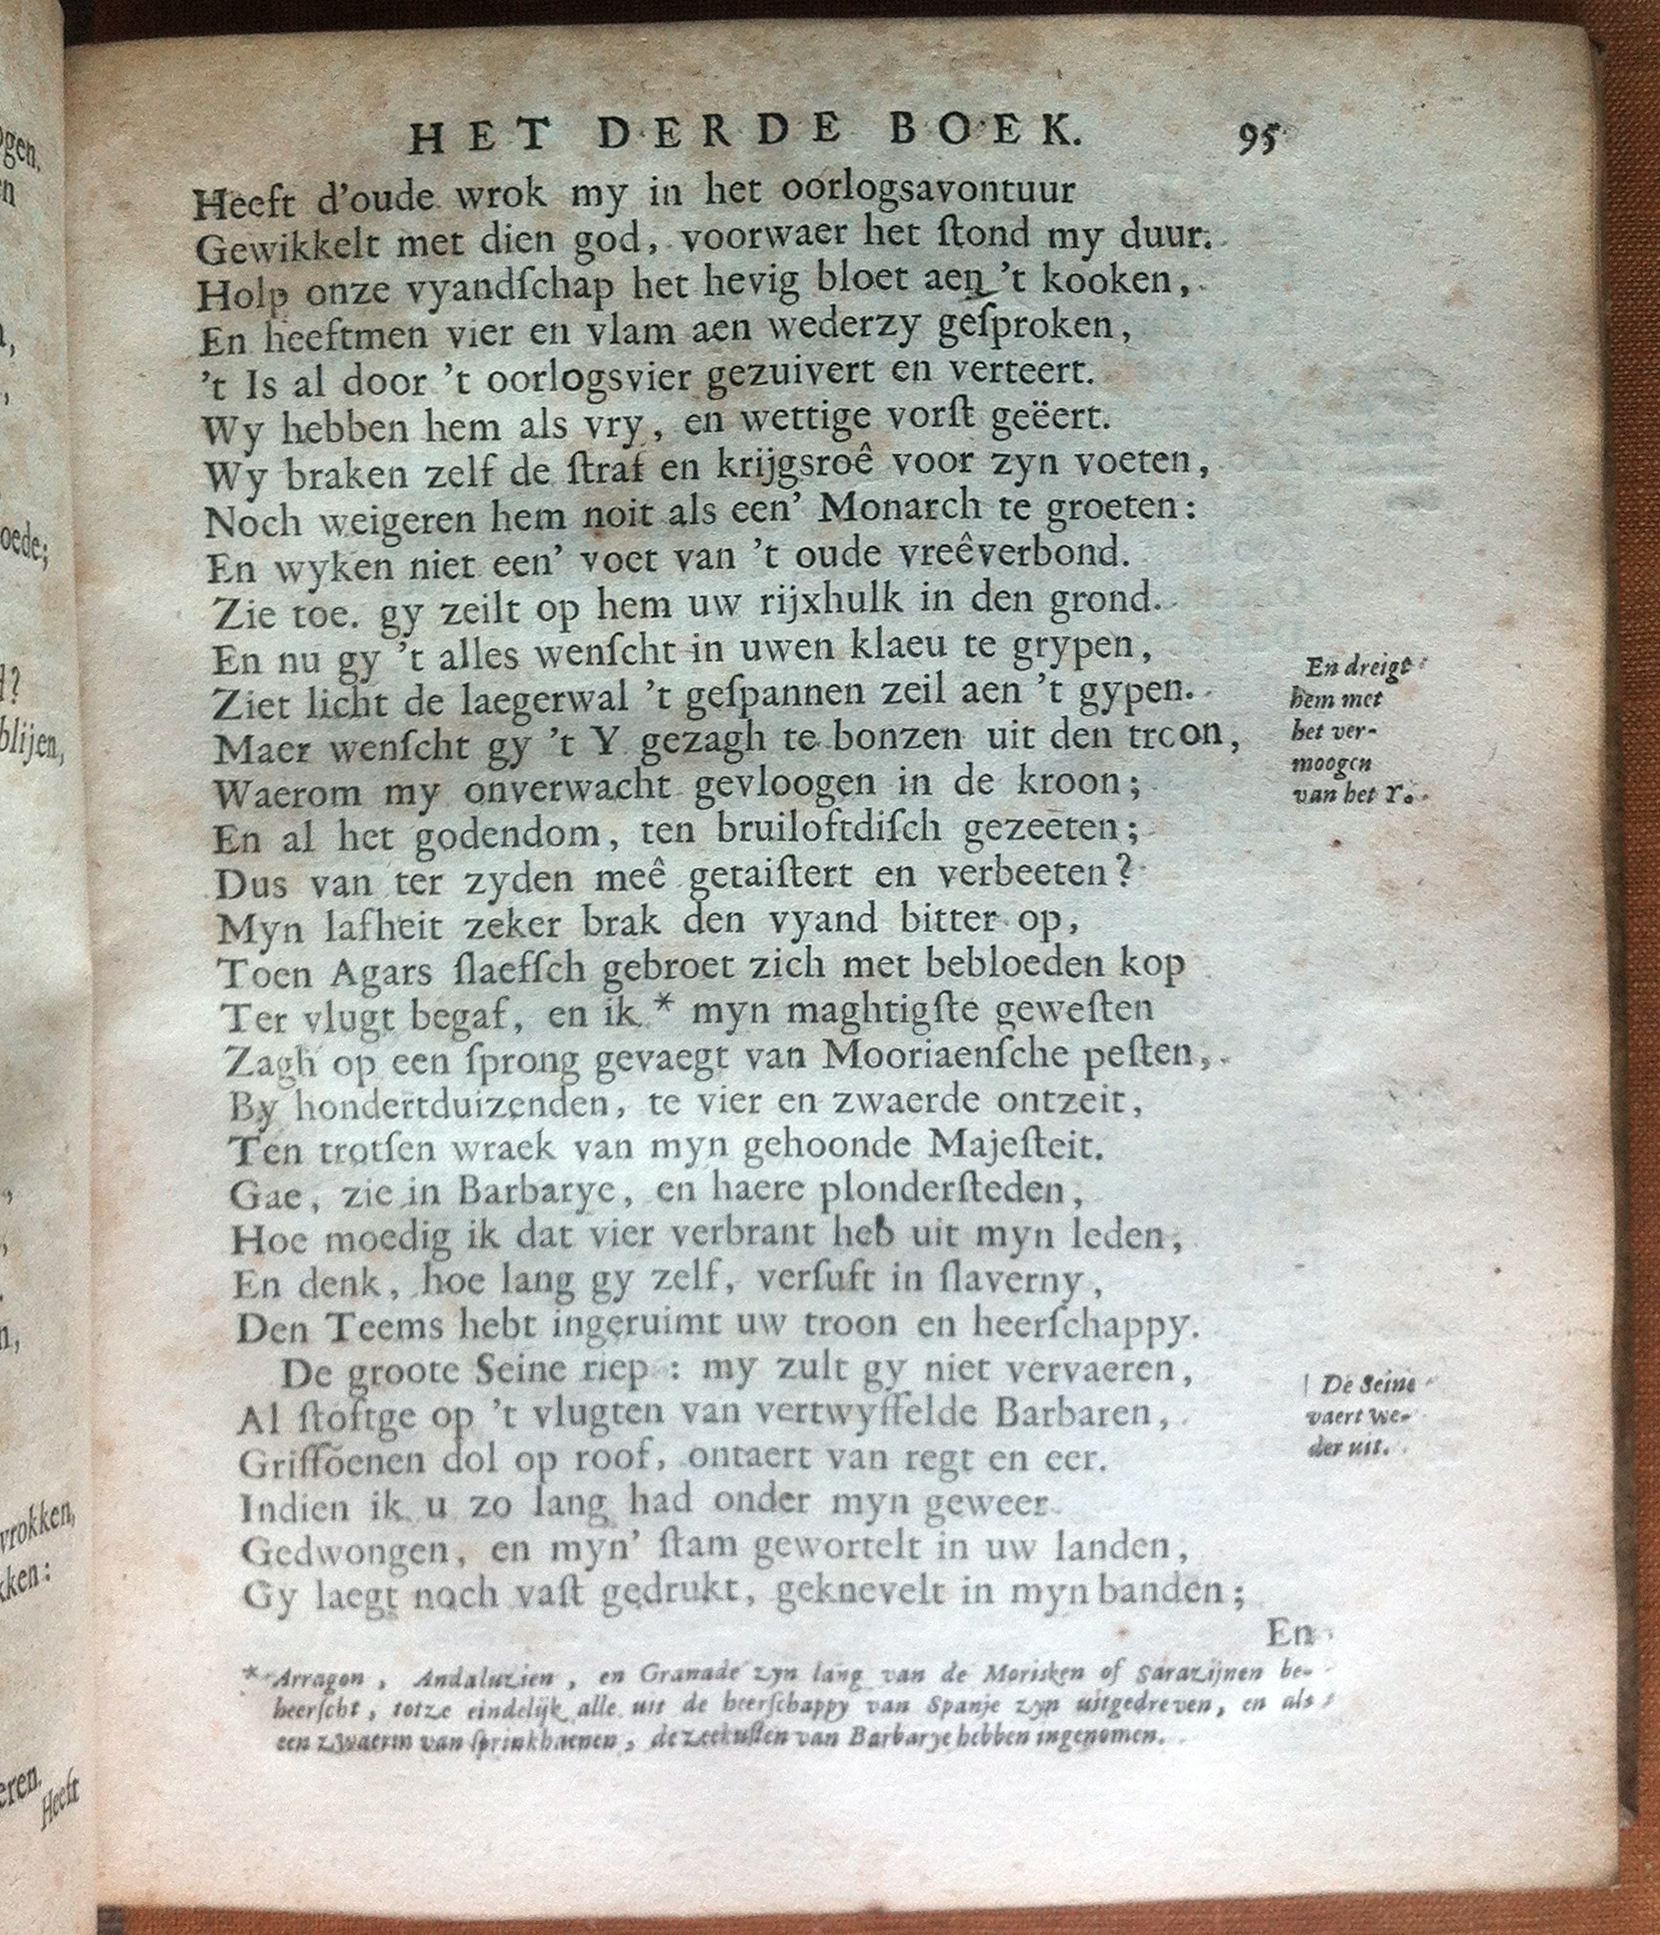 ogen.
oede;
blijen,
wrokken,
kken:
eren.
Heeft
HET DERDE BOEK. 95
Heeft d'oude wrok my in het oorlogsavontuur
Gewikkelt met dien god, voorwaer het ſtond my duur.
Holp onze vyandſchap het hevig bloet aen 't kooken,
En heeftmen vier en vlam aen wederzy geſproken,
't Is al door 't oorlogsvier gezuivert en verteert.
Wy hebben hem als vry, en wettige vorſt geëert.
Wy braken zelf de ſtraf en krijgsroê voor zyn voeten,
Noch weigeren hem noit als een' Monarch te groeten:
En wyken niet een' voet van 't oude vreêverbond.
Zie toe. gy zeilt op hem uw rijxhulk in den grond.
En nu gy 't alles wenſcht in uwen klaeu te grypen,
Ziet licht de laegerwal 't geſpannen zeil aen 't gypen.
Maer wenſcht gy 't Y gezagh te bonzen uit den troon,
Waerom my onverwacht gevloogen in de kroon;
En al het godendom, ten bruiloftdiſch gezeeten;
Dus van ter zyden meê getaiſtert en verbeeten?
Myn lafheit zeker brak den vyand bitter op,
Toen Agars ſlaefſch gebroet zich met bebloeden kop
Ter vlugt begaf, en ik * myn maghtigſte geweſten
Zagh op een ſprong gevaegt van Mooriaenſche peſten,
By hondertduizenden, te vier en zwaerde ontzeit,
Ten trotſen wraek van myn gehoonde Majeſteit.
Gae, zie in Barbarye, en haere plonderſteden,
Hoe moedig ik dat vier verbrant heb uit myn leden,
En denk, hoe lang gy zelf, verſuft in ſlaverny,
Den Teems hebt ingeruimt uw troon en heerſchappy.
De groote Seine riep: my zult gy niet vervaeren,
Al ſtoftge op 't vlugten van vertwyffelde Barbaren,
Griffoenen dol op roof, ontaert van regt en eer.
Indien ik u zo lang had onder myn geweer
Gedwongen, en myn' ſtam gewortelt in uw landen,
Gy laegt noch vaſt gedrukt, geknevelt in myn banden;
En
En dreigt
hem met
het ver-
moogen
van het Y.
De Seine
vaert we-
der uit.
* Arragon, Andaluzien, en Granade zyn lang van de Morisken of Sarazijnen be-
heerſcht, totze eindelijk alle uit de heerſchappy van Spanje zyn uitgedreven, en als
een zwaerm van ſprinkhaenen, de zeekuſten van Barbarye hebben ingenomen.